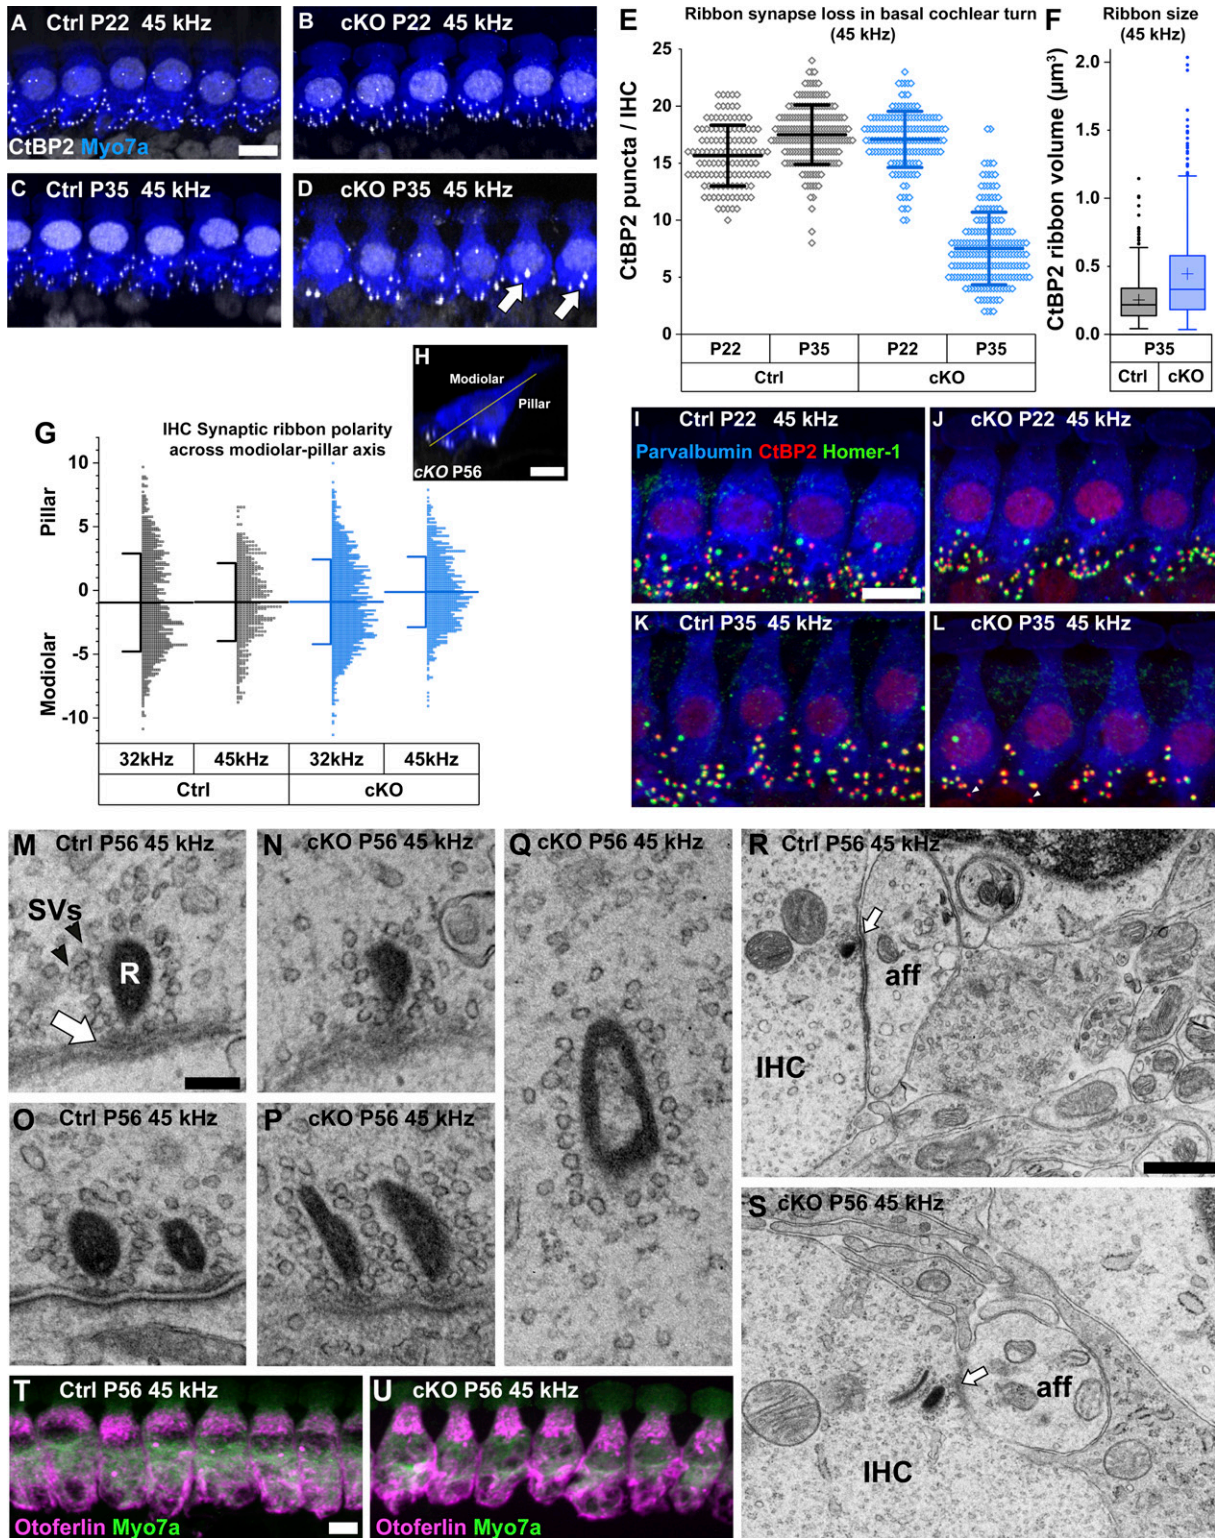 A Ctrl P22 45 kHz
CtBP2 Myo7a
B cKO P22 45 kHz
C Ctrl P35 45 kHz
D cKO P35 45 kHz
E Ribbon synapse loss in basal cochlear turn
(45 kHz)
CtBP2 puncta / IHC
25
20
15
10
5
0
P22 P35 P22 P35
Ctrl cKO
F Ribbon size
(45 kHz)
CtBP2 ribbon volume (μm³)
2.0
1.5
1.0
0.5
0.0
P35
Ctrl cKO
G IHC Synaptic ribbon polarity
across modiolar-pillar axis
Pillar
Modiolar
10
5
0
-5
-10
32kHz 45kHz 32kHz 45kHz
Ctrl cKO
H
Modiolar
Pillar
cKO P56
I Ctrl P22 45 kHz
Parvalbumin CtBP2 Homer-1
J cKO P22 45 kHz
K Ctrl P35 45 kHz
L cKO P35 45 kHz
M Ctrl P56 45 kHz
SVs
R
N cKO P56 45 kHz
O Ctrl P56 45 kHz
P cKO P56 45 kHz
Q cKO P56 45 kHz
R Ctrl P56 45 kHz
aff
IHC
S cKO P56 45 kHz
aff
IHC
T Ctrl P56 45 kHz
Otoferlin Myo7a
U cKO P56 45 kHz
Otoferlin Myo7a